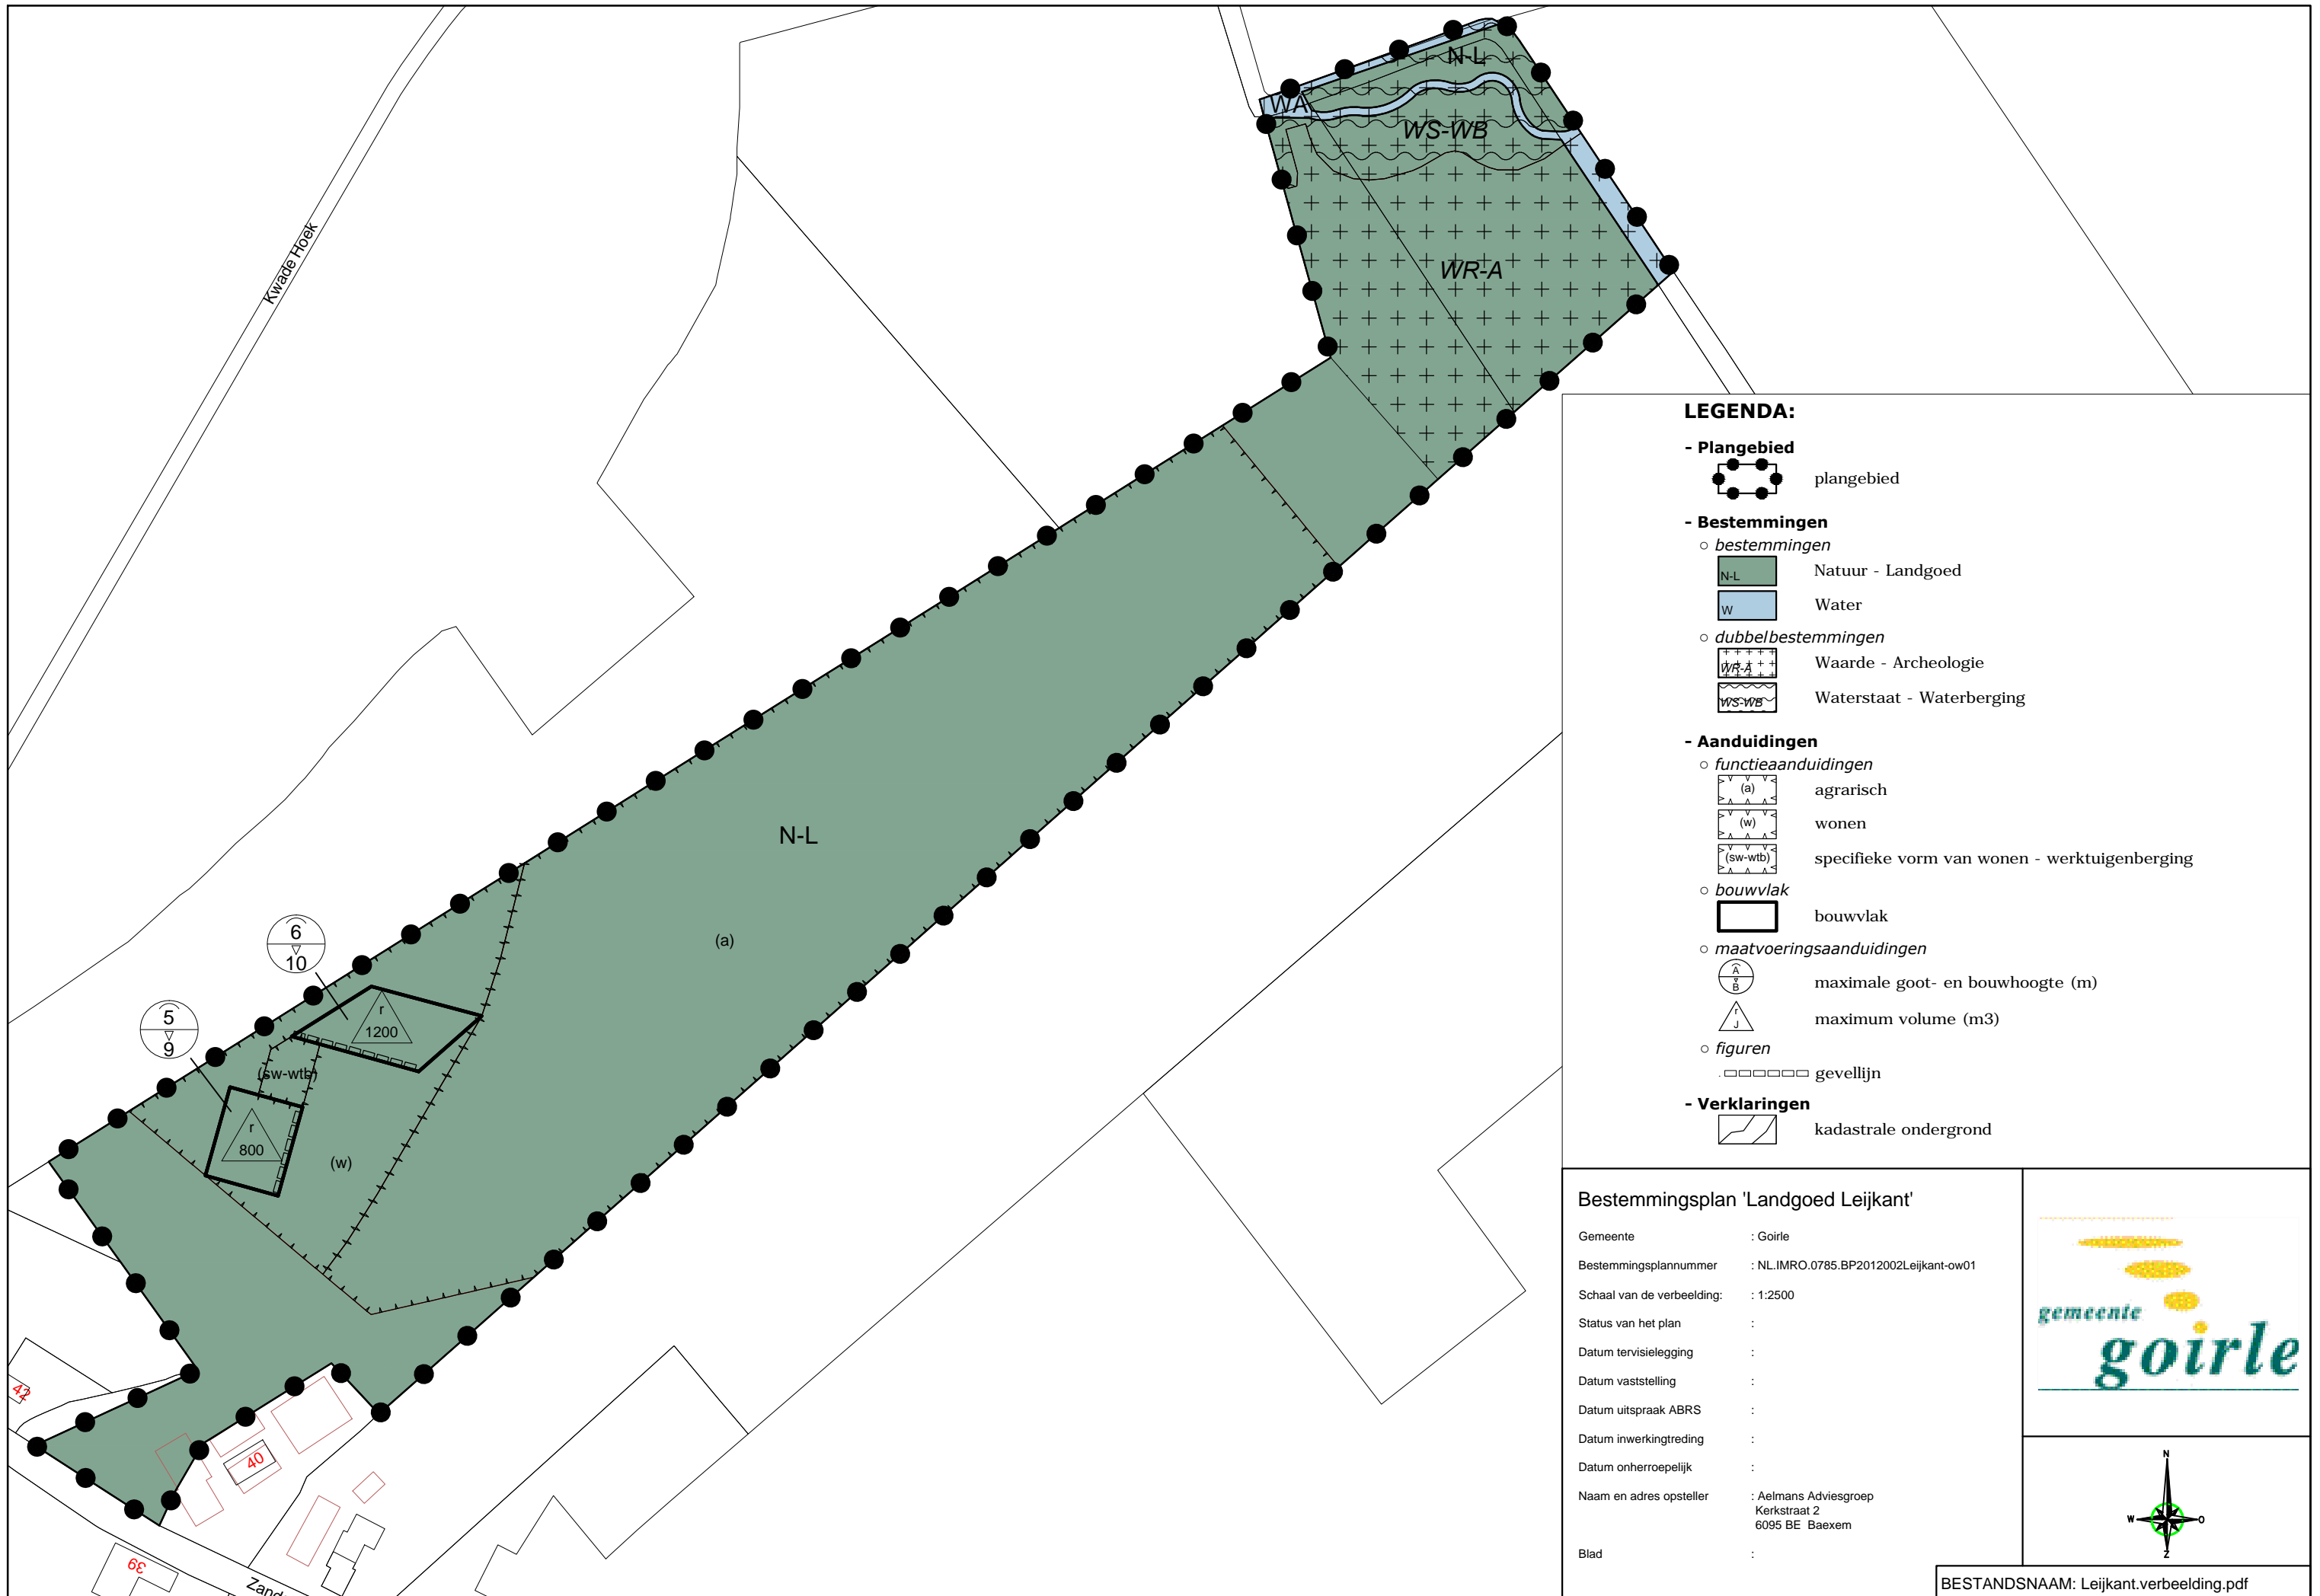 Kwade Hoek
N-L
WA
WS-WB
WR-A
N-L
(a)
6
10
5
9
r
1200
(sw-wtb)
r
800
(w)
42
40
39
LEGENDA:
- Plangebied
plangebied
- Bestemmingen
○ bestemmingen
N-L Natuur - Landgoed
W Water
○ dubbelbestemmingen
WR-A Waarde - Archeologie
WS-WB Waterstaat - Waterberging
- Aanduidingen
○ functieaanduidingen
(a) agrarisch
(w) wonen
(sw-wtb) specifieke vorm van wonen - werktuigenberging
○ bouwvlak
bouwvlak
○ maatvoeringsaanduidingen
A
B
maximale goot- en bouwhoogte (m)
r
J
maximum volume (m3)
○ figuren
gevellijn
- Verklaringen
kadastrale ondergrond
Bestemmingsplan 'Landgoed Leijkant'
Gemeente : Goirle
Bestemmingsplannummer : NL.IMRO.0785.BP2012002Leijkant-ow01
Schaal van de verbeelding: : 1:2500
Status van het plan :
Datum tervisielegging :
Datum vaststelling :
Datum uitspraak ABRS :
Datum inwerkingtreding :
Datum onherroepelijk :
Naam en adres opsteller : Aelmans Adviesgroep
Kerkstraat 2
6095 BE Baexem
Blad :
gemeente
goirle
N
W O
Z
BESTANDSNAAM: Leijkant.verbeelding.pdf